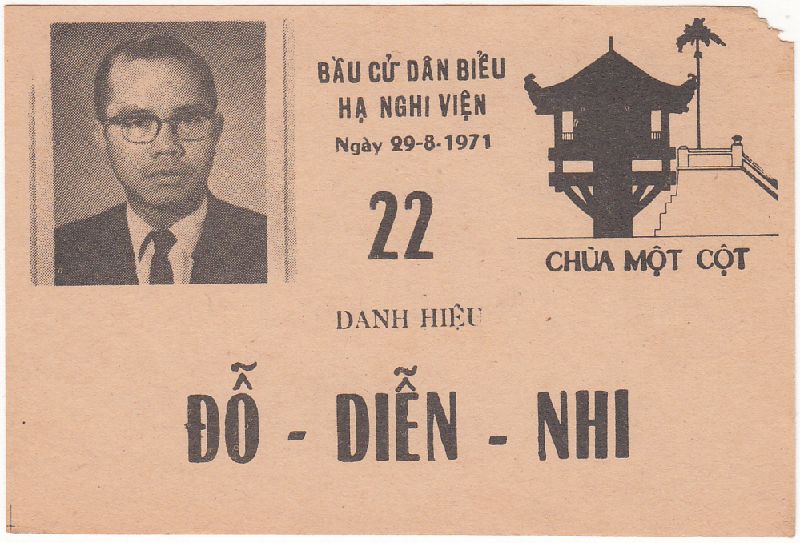 BẦU CỬ DÂN BIỂU
HẠ NGHI VIỆN
Ngày 29-8-1971
22
CHÙA MỘT CỘT
DANH HIỆU
ĐỖ - DIỄN - NHI